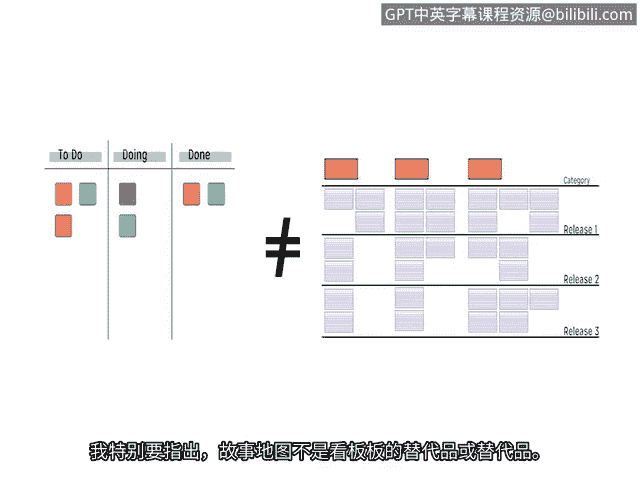 GPT中英字幕课程资源@bilibili.com
To Do
Doing
Done
≠
Category
Release 1
Release 2
Release 3
我特别要指出，故事地图不是看板板的替代品或替代品。